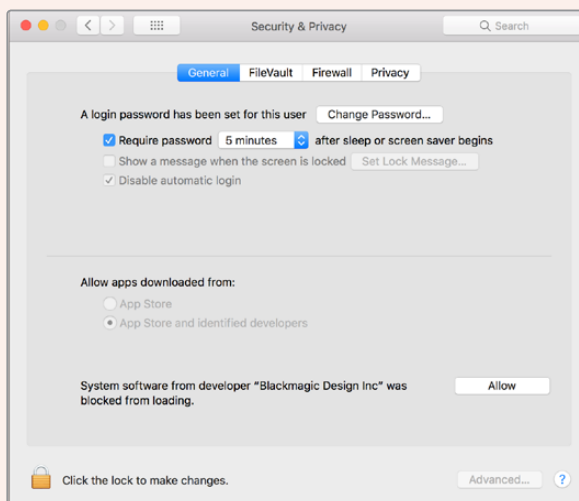 Security & Privacy
Search
General FileVault Firewall Privacy
A login password has been set for this user Change Password...
Require password 5 minutes after sleep or screen saver begins
Show a message when the screen is locked Set Lock Message...
Disable automatic login
Allow apps downloaded from:
App Store
App Store and identified developers
System software from developer “Blackmagic Design Inc” was Allow
blocked from loading.
Click the lock to make changes. Advanced... ?